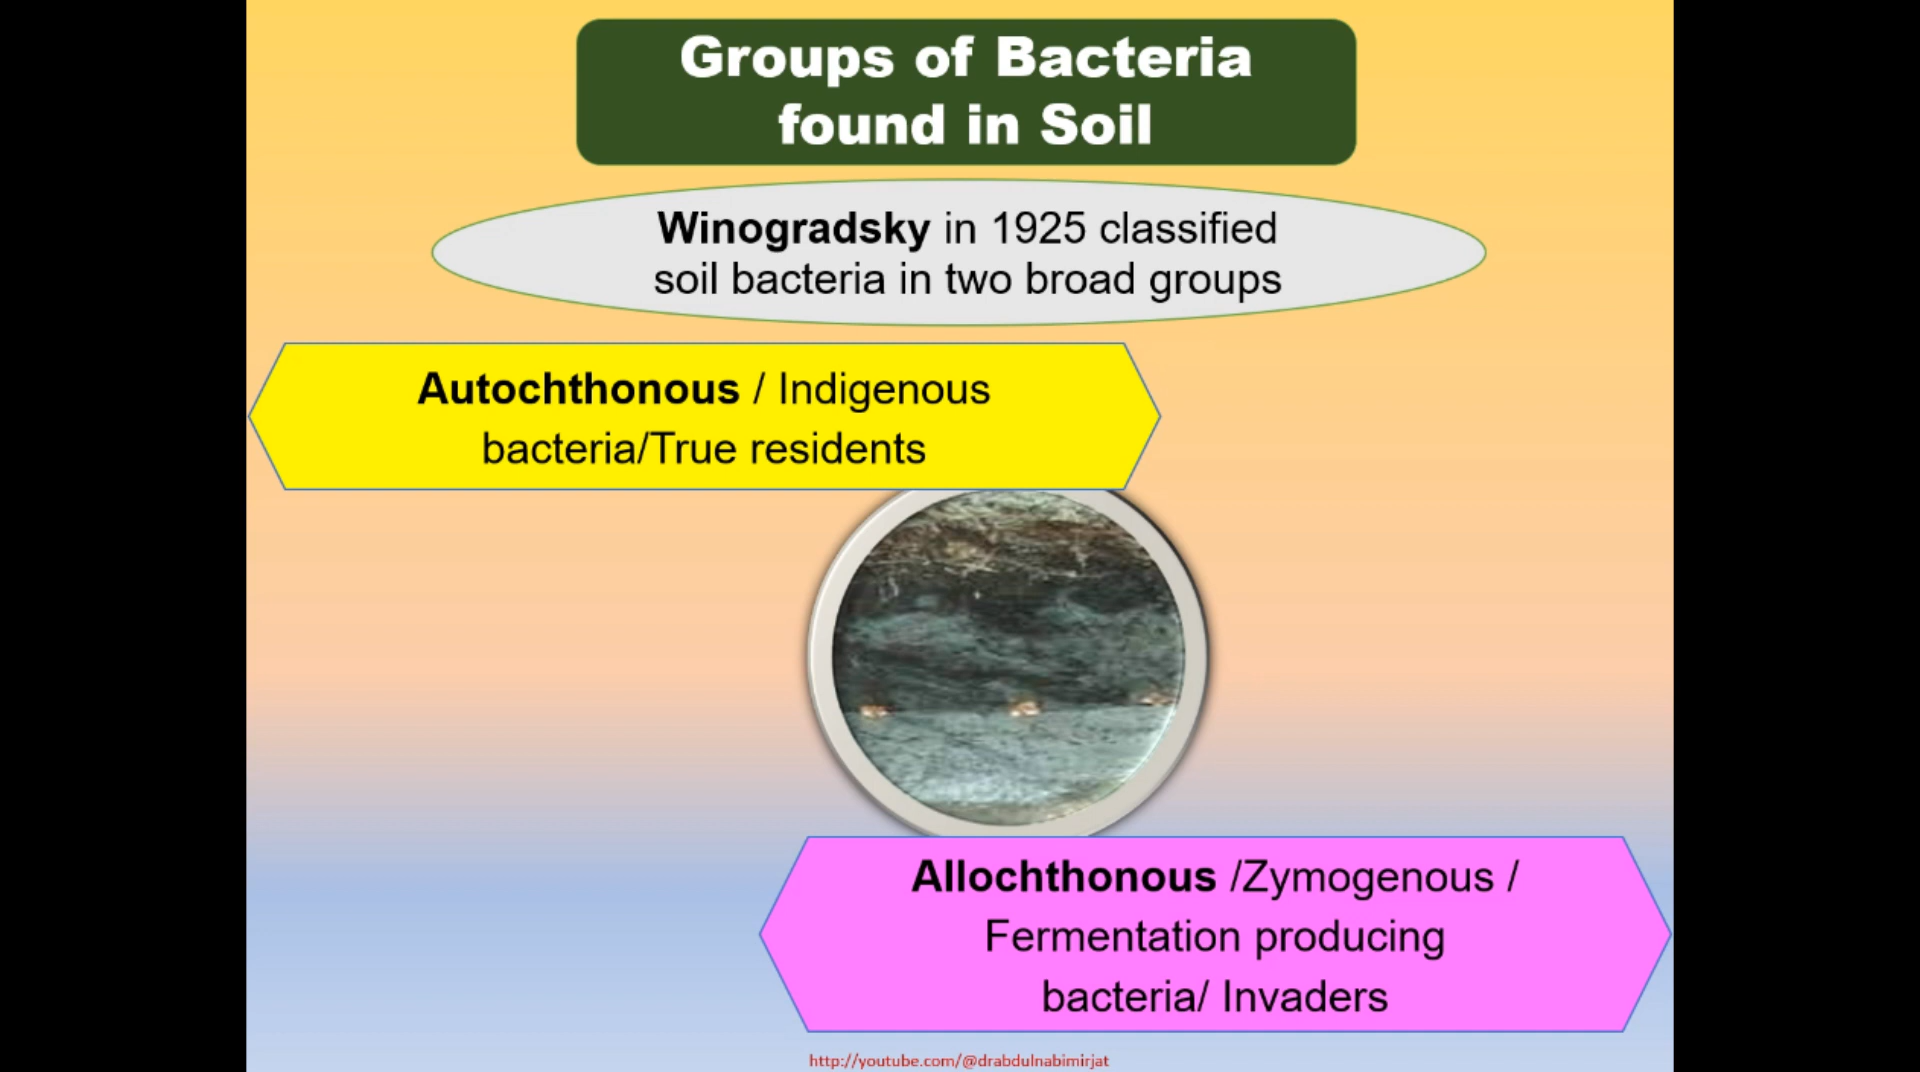 Groups of Bacteria
found in Soil
Winogradsky in 1925 classified
soil bacteria in two broad groups
Autochthonous / Indigenous
bacteria/True residents
Allochthonous /Zymogenous /
Fermentation producing
bacteria/ Invaders
http://youtube.com/@drabdulnabimirjat